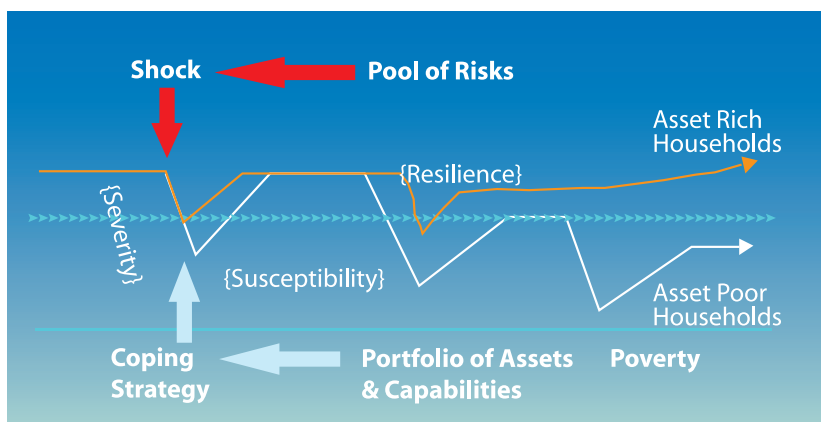 Shock
Pool of Risks
Asset Rich
Households
{Resilience}
{Severity}
{Susceptibility}
Asset Poor
Households
Coping
Strategy
Portfolio of Assets
& Capabilities
Poverty